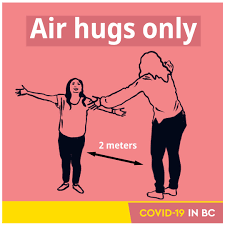 Air hugs only
2 meters
COVID-19 IN BC